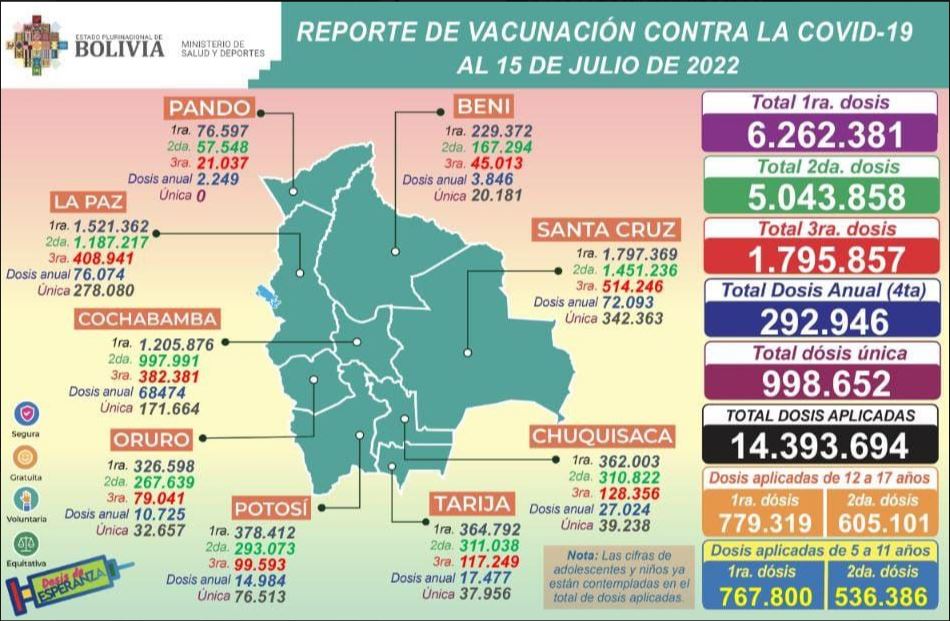 ESTADO PLURINACIONAL DE
BOLIVIA
MINISTERIO DE
SALUD Y DEPORTES
REPORTE DE VACUNACIÓN CONTRA LA COVID-19
AL 15 DE JULIO DE 2022
PANDO
1ra. 76.597
2da. 57.548
3ra. 21.037
Dosis anual 2.249
Única 0
BENI
1ra. 229.372
2da. 167.294
3ra. 45.013
Dosis anual 3.846
Única 20.181
LA PAZ
1ra. 1.521.362
2da. 1.187.217
3ra. 408.941
Dosis anual 76.074
Única 278.080
SANTA CRUZ
1ra. 1.797.369
2da. 1.451.236
3ra. 514.246
Dosis anual 72.093
Única 342.363
COCHABAMBA
1ra. 1.205.876
2da. 997.991
3ra. 382.381
Dosis anual 68474
Única 171.664
ORURO
1ra. 326.598
2da. 267.639
3ra. 79.041
Dosis anual 10.725
Única 32.657
POTOSÍ
1ra. 378.412
2da. 293.073
3ra. 99.593
Dosis anual 14.984
Única 76.513
TARIJA
1ra. 364.792
2da. 311.038
3ra. 117.249
Dosis anual 17.477
Única 37.956
CHUQUISACA
1ra. 362.003
2da. 310.822
3ra. 128.356
Dosis anual 27.024
Única 39.238
Segura
Gratuita
Voluntaria
Equitativa
Dosis de
ESPERANZA
Nota: Las cifras de
adolescentes y niños ya
están contempladas en el
total de dosis aplicadas.
Total 1ra. dosis
6.262.381
Total 2da. dosis
5.043.858
Total 3ra. dosis
1.795.857
Total Dosis Anual (4ta)
292.946
Total dósis única
998.652
TOTAL DOSIS APLICADAS
14.393.694
Dosis aplicadas de 12 a 17 años
1ra. dósis 2da. dósis
779.319 605.101
Dosis aplicadas de 5 a 11 años
1ra. dósis 2da. dósis
767.800 536.386